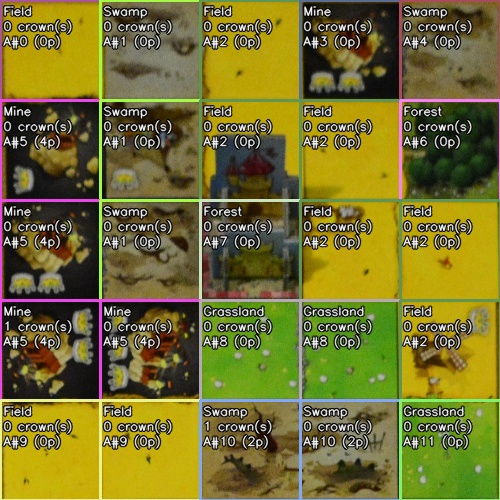 Field
0 crown(s)
A#0 (0p)
Swamp
0 crown(s)
A#1 (0p)
Field
0 crown(s)
A#2 (0p)
Mine
0 crown(s)
A#3 (0p)
Swamp
0 crown(s)
A#4 (0p)
Mine
0 crown(s)
A#5 (4p)
Swamp
0 crown(s)
A#1 (0p)
Field
0 crown(s)
A#2 (0p)
Field
0 crown(s)
A#2 (0p)
Forest
0 crown(s)
A#6 (0p)
Mine
0 crown(s)
A#5 (4p)
Swamp
0 crown(s)
A#1 (0p)
Forest
0 crown(s)
A#7 (0p)
Field
0 crown(s)
A#2 (0p)
Field
0 crown(s)
A#2 (0p)
Mine
1 crown(s)
A#5 (4p)
Mine
0 crown(s)
A#5 (4p)
Grassland
0 crown(s)
A#8 (0p)
Grassland
0 crown(s)
A#8 (0p)
Field
0 crown(s)
A#2 (0p)
Field
0 crown(s)
A#9 (0p)
Field
0 crown(s)
A#9 (0p)
Swamp
1 crown(s)
A#10 (2p)
Swamp
0 crown(s)
A#10 (2p)
Grassland
0 crown(s)
A#11 (0p)